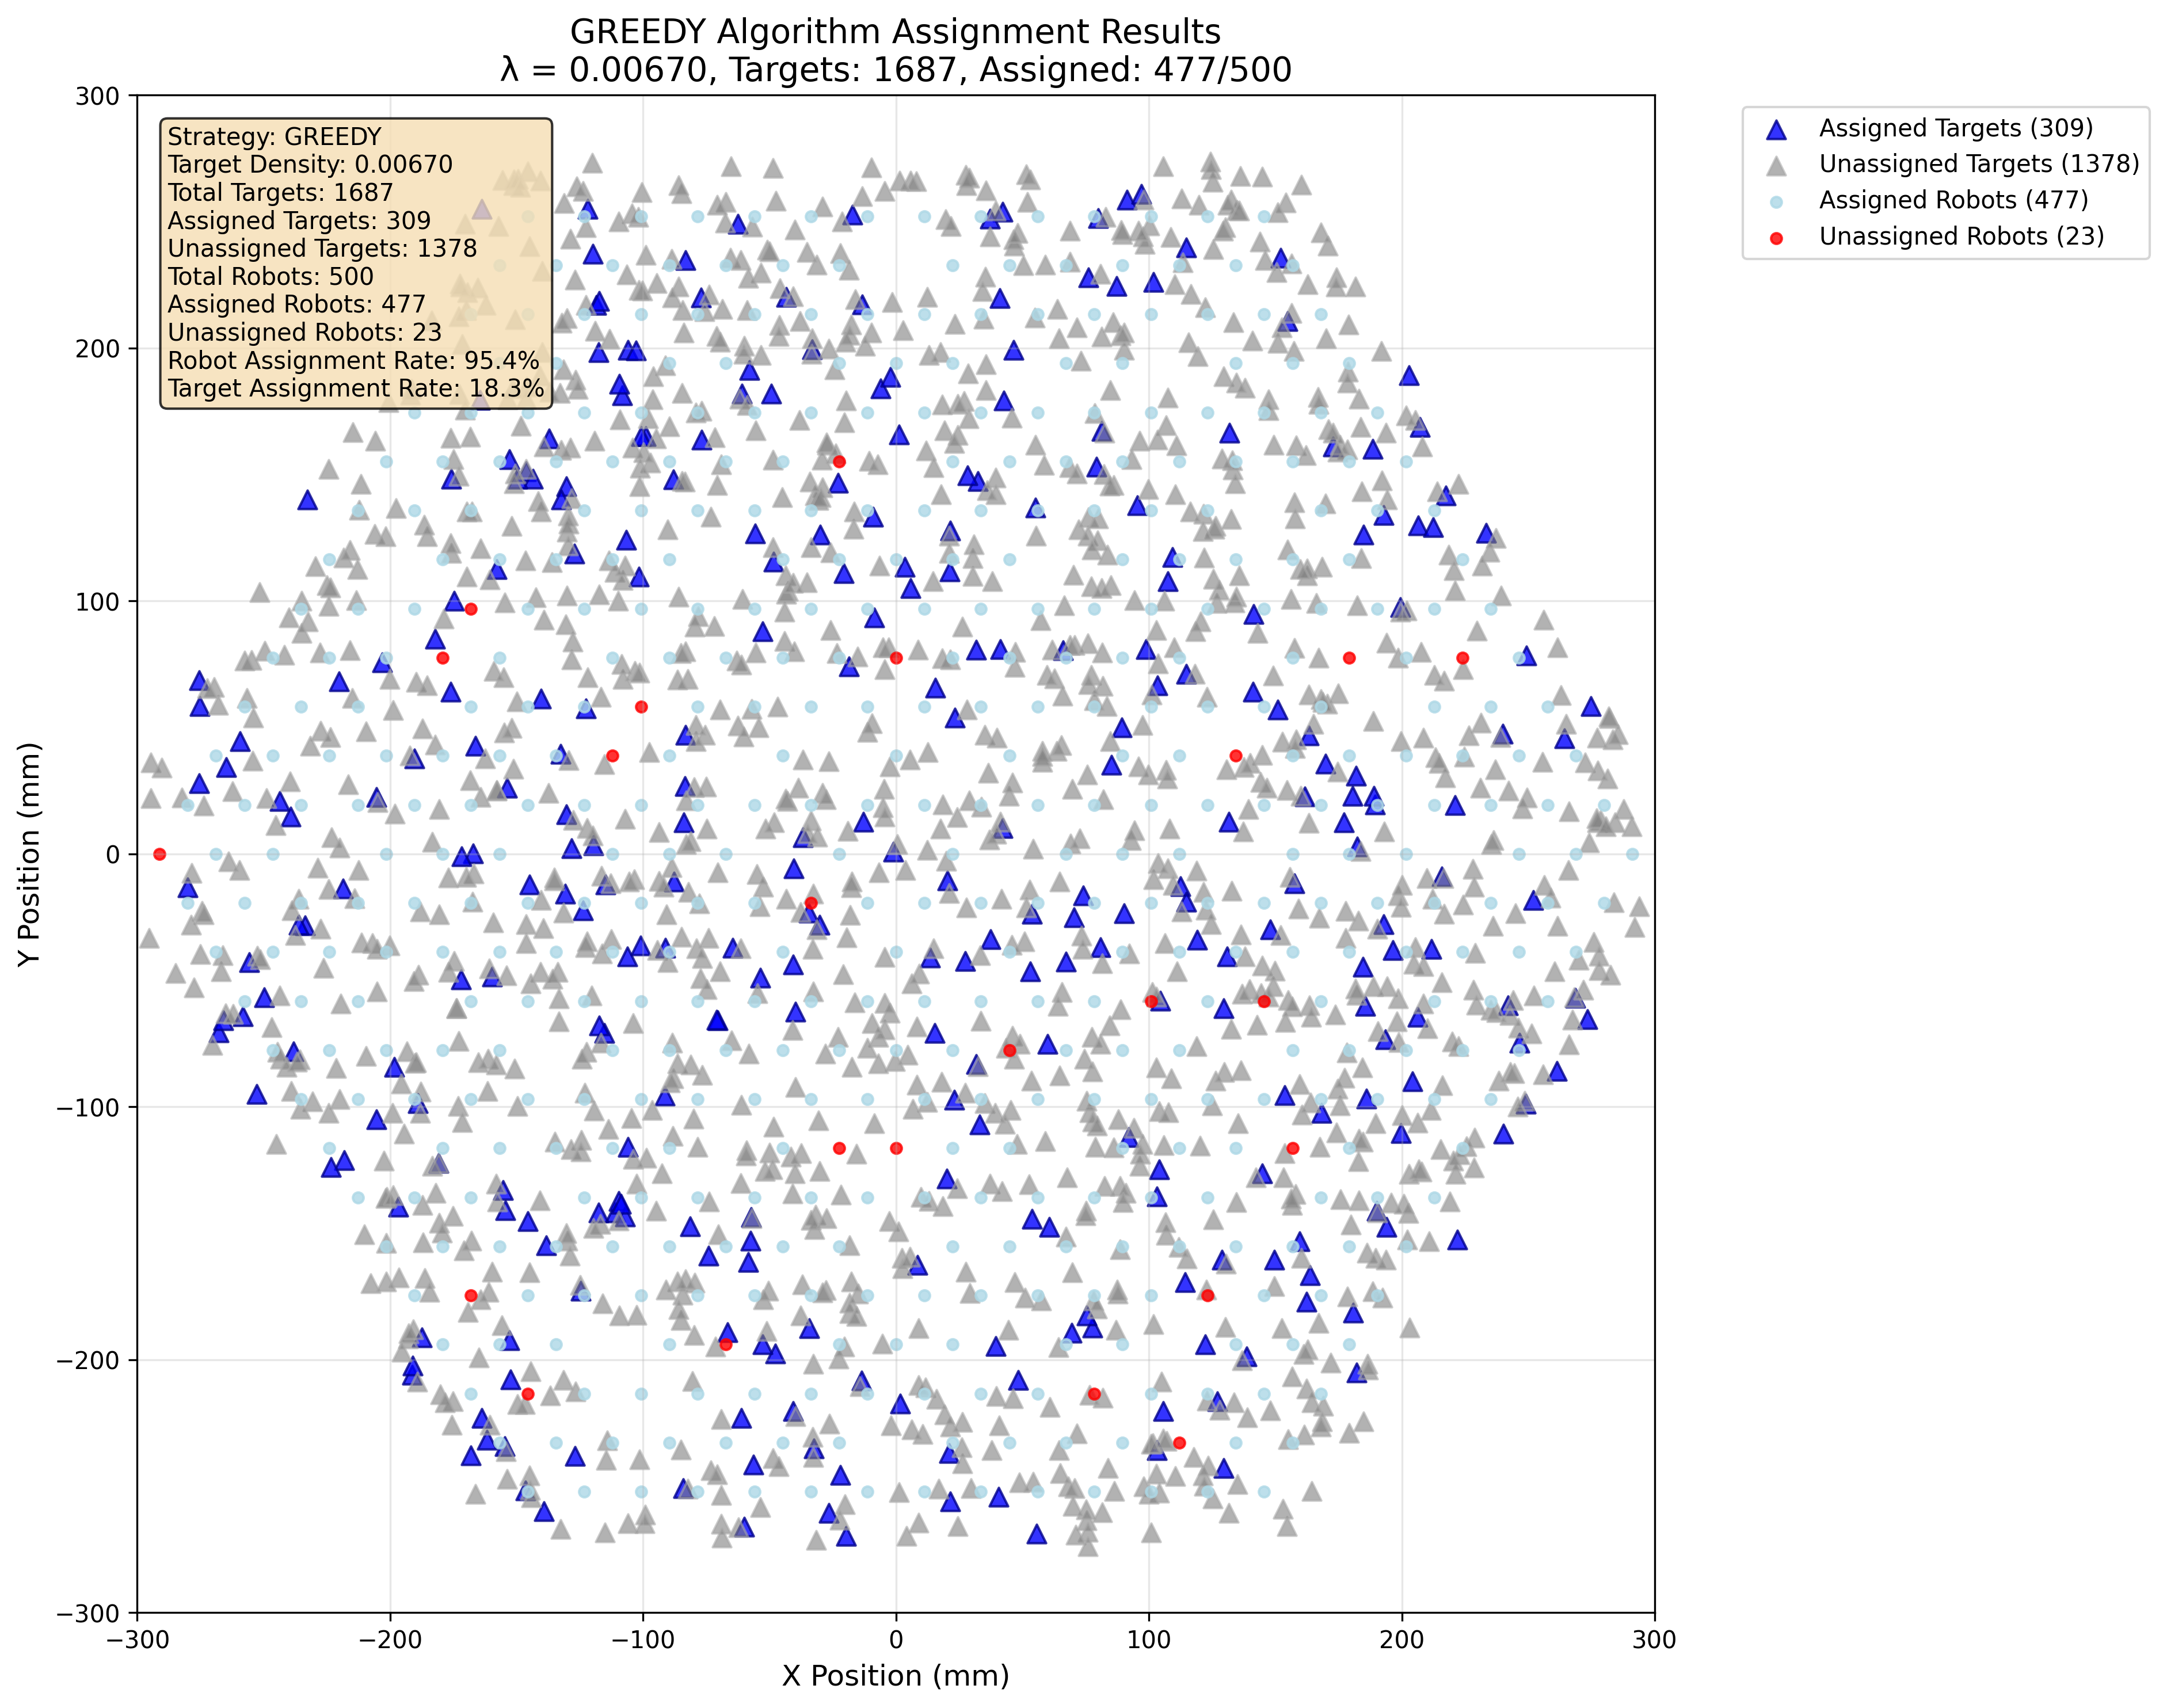 GREEDY Algorithm Assignment Results
λ = 0.00670, Targets: 1687, Assigned: 477/500
Strategy: GREEDY
Target Density: 0.00670
Total Targets: 1687
Assigned Targets: 309
Unassigned Targets: 1378
Total Robots: 500
Assigned Robots: 477
Unassigned Robots: 23
Robot Assignment Rate: 95.4%
Target Assignment Rate: 18.3%
Assigned Targets (309)
Unassigned Targets (1378)
Assigned Robots (477)
Unassigned Robots (23)
Y Position (mm)
300
200
100
0
−100
−200
−300
−300 −200 −100 0 100 200 300
X Position (mm)